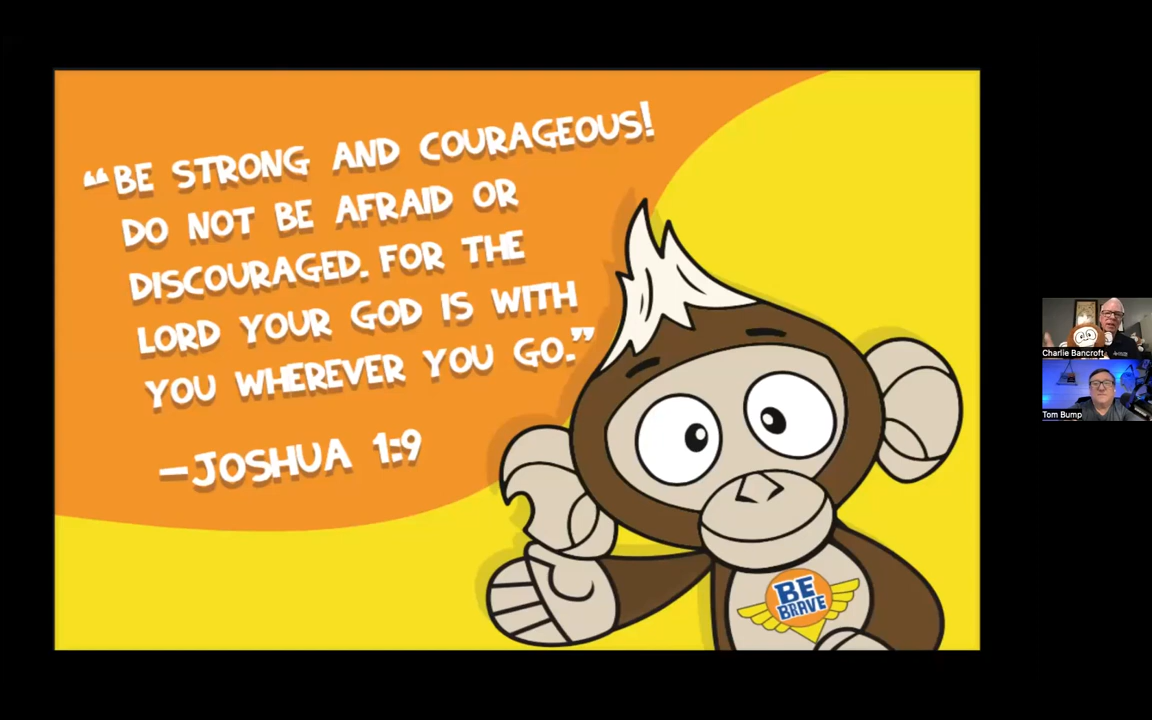 “BE STRONG AND COURAGEOUS!
DO NOT BE AFRAID OR
DISCOURAGED. FOR THE
LORD YOUR GOD IS WITH
YOU WHEREVER YOU GO.”
–JOSHUA 1:9
BE
BRAVE
Charlie Bancroft
Tom Bump